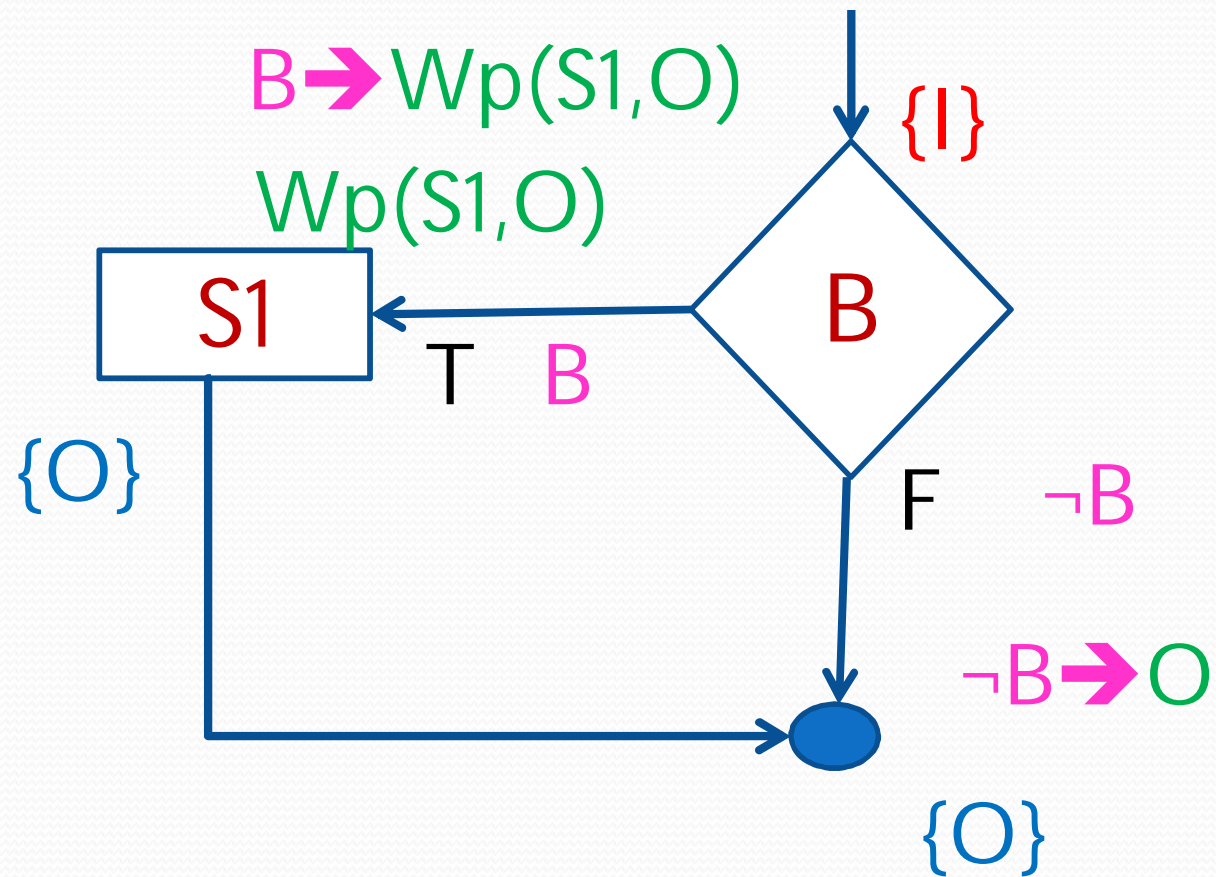 B➔Wp(S1,O)
{I}
Wp(S1,O)
S1
B
T B
{O}
F ¬B
¬B➔O
{O}